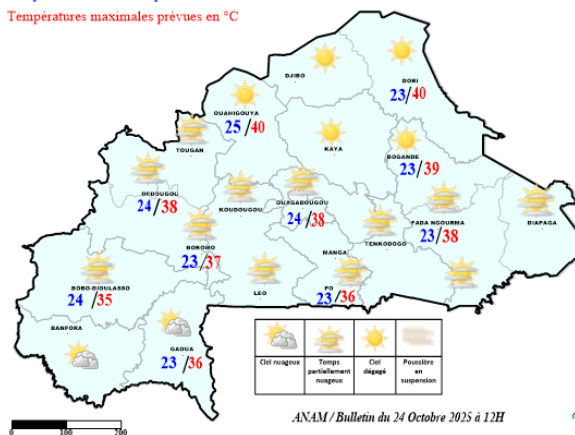 Températures maximales prévues en °C
DJIBO
DORI
23/40
OUAHIGOUYA
25/40
TOUGAN
KAYA
BOGANDE
23/39
DEDOUGOU
24/38
KOUDOUGOU
OUAGADOUGOU
24/38
FADA NGOURMA
23/38
DIAPAGA
BOROMO
23/37
TENKODOGO
MANGA
BOBO-DIOULASSO
24/35
LEO
PO
23/36
BANFORA
GAOUA
23/36
Ciel nuageux
Temps partiellement nuageux
Ciel dégagé
Poussière en suspension
ANAM / Bulletin du 24 Octobre 2025 à 12H
0 100 200